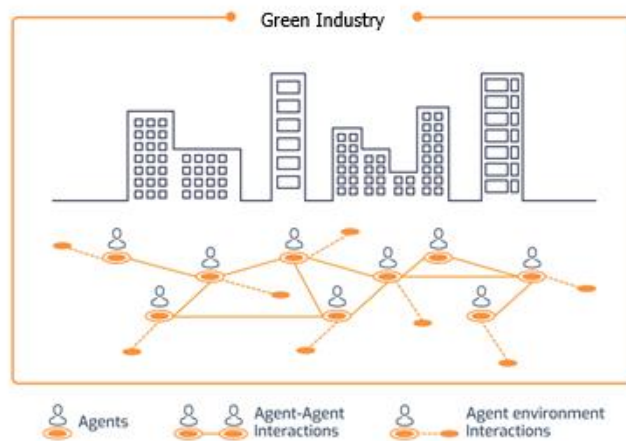 Green Industry
Agents
Agent-Agent
Interactions
Agent environment
Interactions